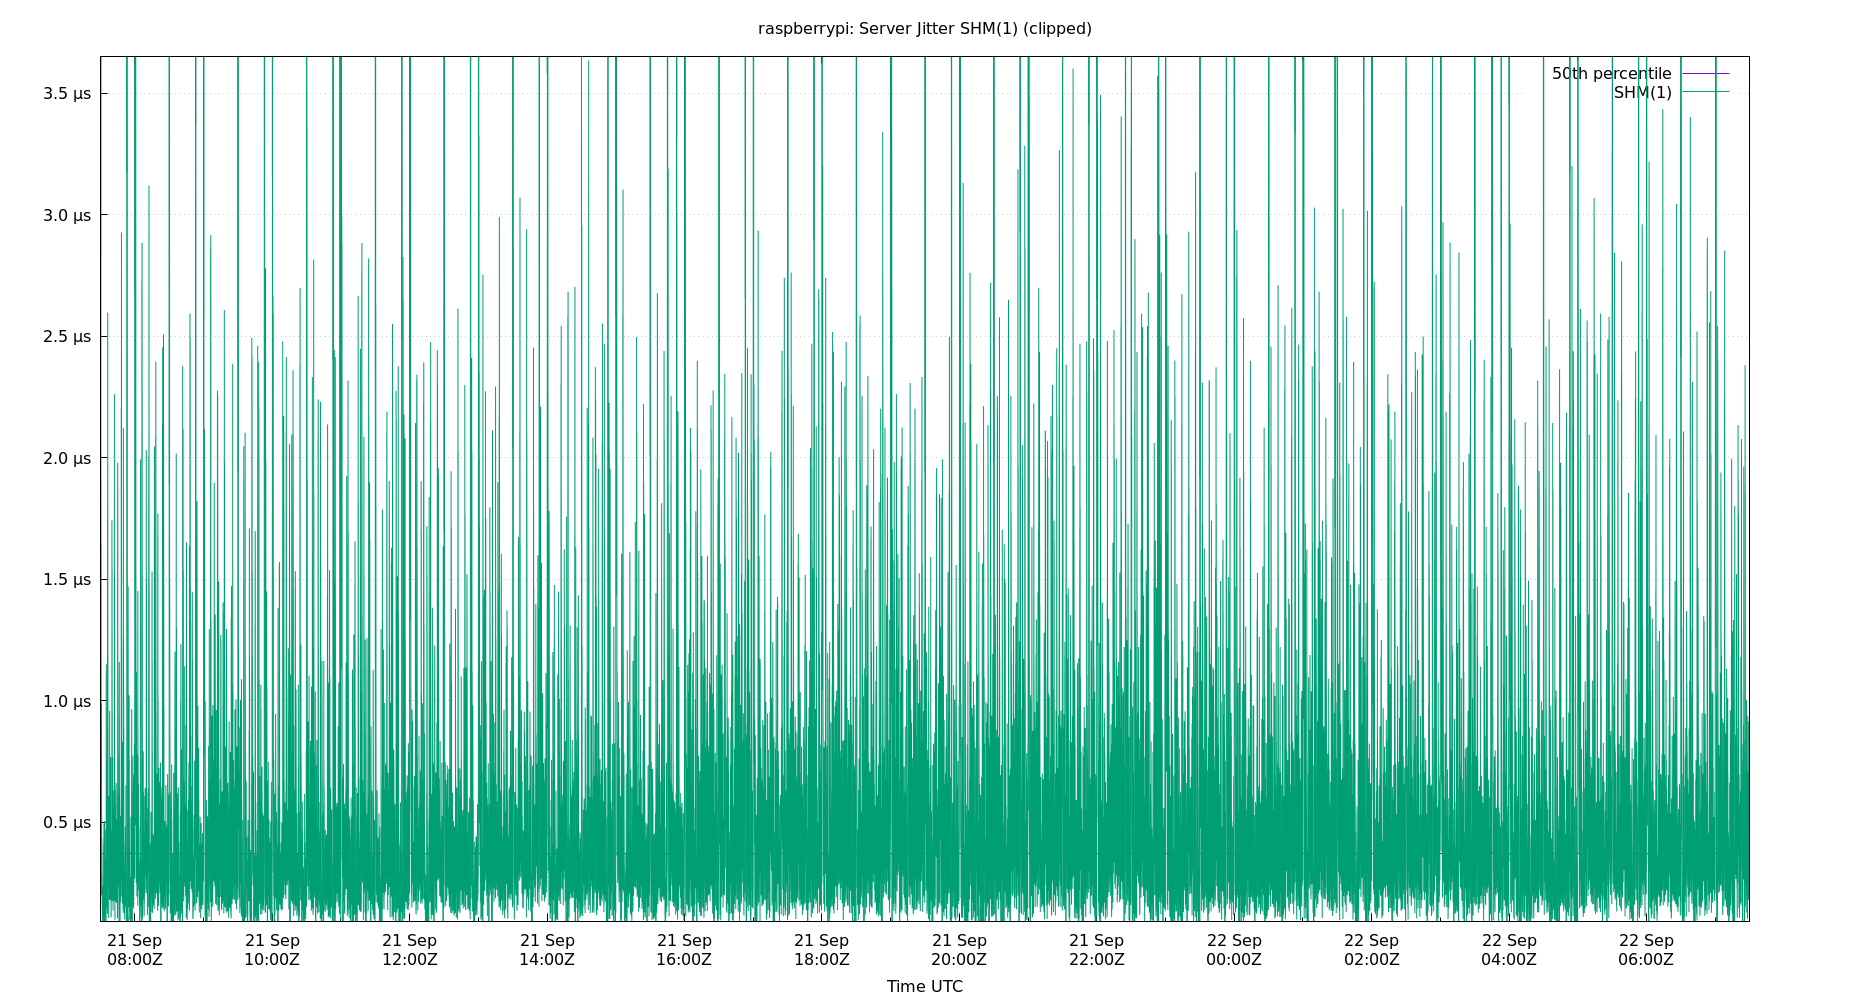 raspberrypi: Server Jitter SHM(1) (clipped)
50th percentile
SHM(1)
3.5 μs
3.0 μs
2.5 μs
2.0 μs
1.5 μs
1.0 μs
0.5 μs
21 Sep 21 Sep 21 Sep 21 Sep 21 Sep 21 Sep 21 Sep 21 Sep 22 Sep 22 Sep 22 Sep 22 Sep
08:00Z 10:00Z 12:00Z 14:00Z 16:00Z 18:00Z 20:00Z 22:00Z 00:00Z 02:00Z 04:00Z 06:00Z
Time UTC